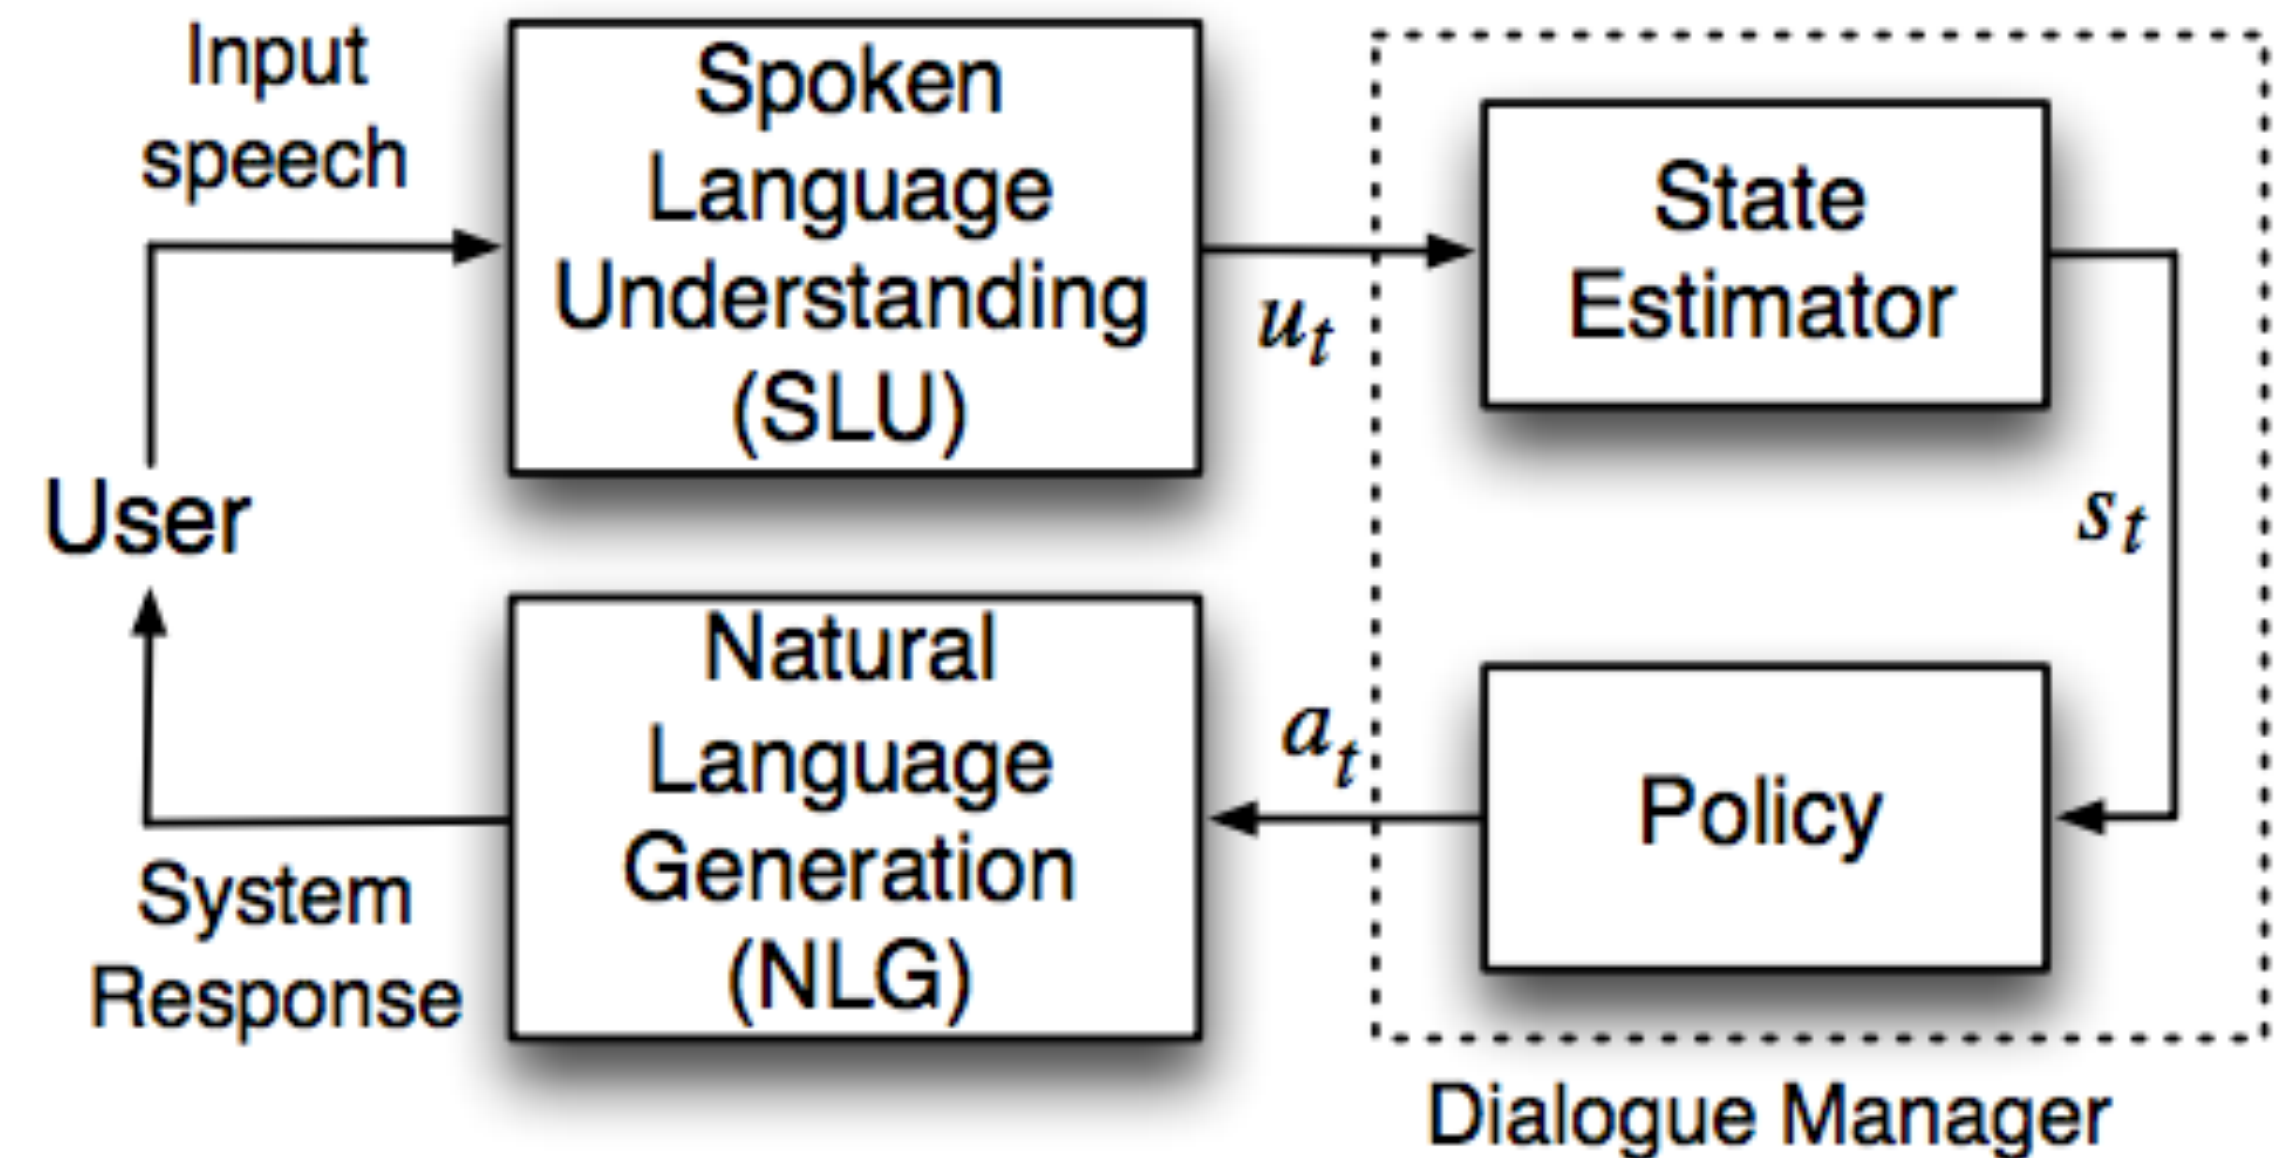 Input
speech
Spoken
Language
Understanding
(SLU)
u_t
State
Estimator
s_t
User
Natural
Language
Generation
(NLG)
a_t
Policy
System
Response
Dialogue Manager